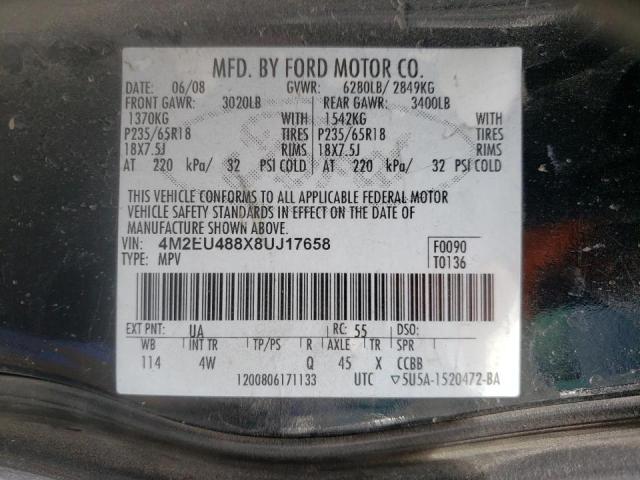 MFD. BY FORD MOTOR CO.
DATE: 06/08 GVWR: 6280LB/ 2849KG
FRONT GAWR: 3020LB REAR GAWR: 3400LB
1370KG WITH 1542KG WITH
P235/65R18 TIRES P235/65R18 TIRES
18X7.5J RIMS 18X7.5J RIMS
AT 220 kPa/ 32 PSI COLD AT 220 kPa/ 32 PSI COLD
THIS VEHICLE CONFORMS TO ALL APPLICABLE FEDERAL MOTOR
VEHICLE SAFETY STANDARDS IN EFFECT ON THE DATE OF
MANUFACTURE SHOWN ABOVE.
VIN: 4M2EU488X8UJ17658 F0090
TYPE: MPV T0136
EXT PNT: UA RC: 55 DSO:
WB INT TR TP/PS R AXLE TR SPR
114 4W Q 45 X CCBB
1200806171133 UTC ▽5U5A-1520472-BA